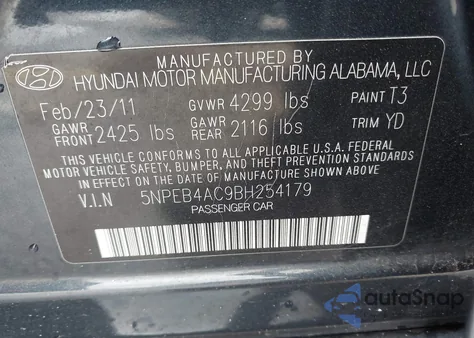 MANUFACTURED BY
HYUNDAI MOTOR MANUFACTURING ALABAMA, LLC
Feb/23/11 GVWR 4299 lbs PAINT T3
GAWR FRONT 2425 lbs GAWR REAR 2116 lbs TRIM YD
THIS VEHICLE CONFORMS TO ALL APPLICABLE U.S.A. FEDERAL
MOTOR VEHICLE SAFETY, BUMPER, AND THEFT PREVENTION STANDARDS
IN EFFECT ON THE DATE OF MANUFACTURE SHOWN ABOVE.
V.I.N 5NPEB4AC9BH254179
PASSENGER CAR
autoSnap